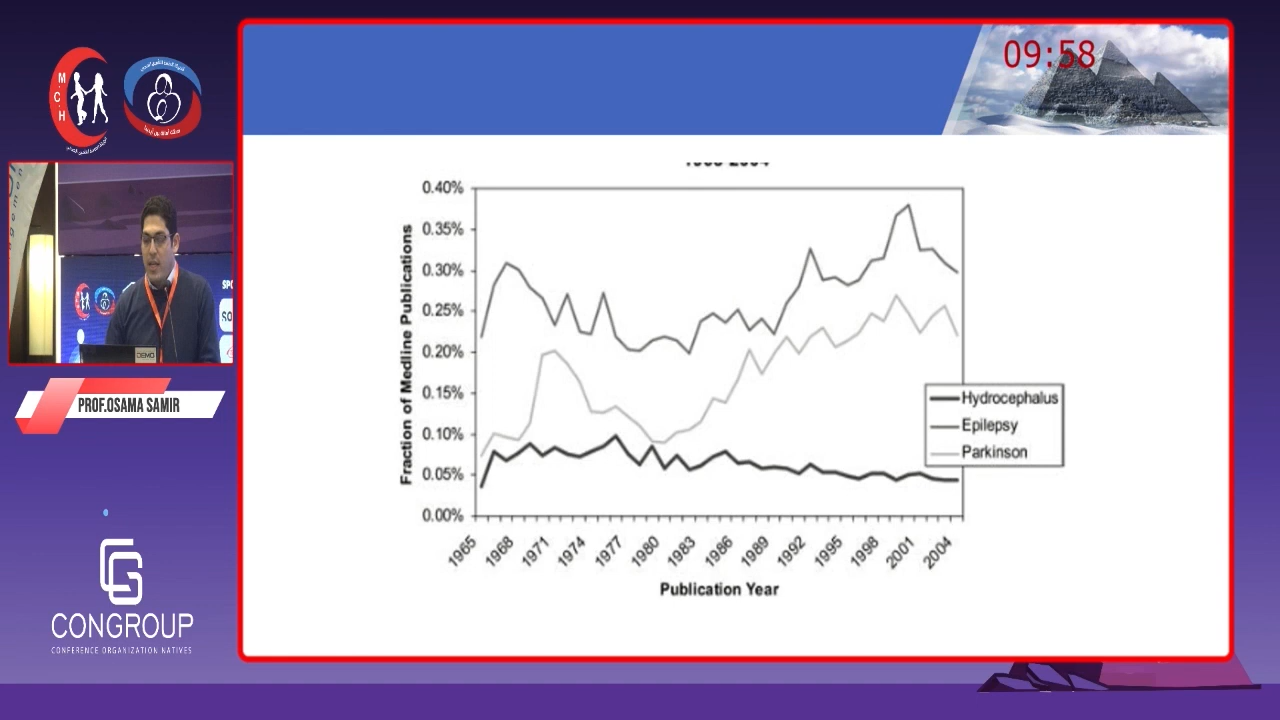 M.C.H
09:58
0.40%
0.35%
0.30%
0.25%
0.20%
0.15%
0.10%
0.05%
0.00%
Fraction of Medline Publications
Hydrocephalus
Epilepsy
Parkinson
1965
1968
1971
1974
1977
1980
1983
1986
1989
1992
1995
1998
2001
2004
Publication Year
DEMO
PROF.OSAMA SAMIR
CONGROUP
CONFERENCE ORGANIZATION NATIVES